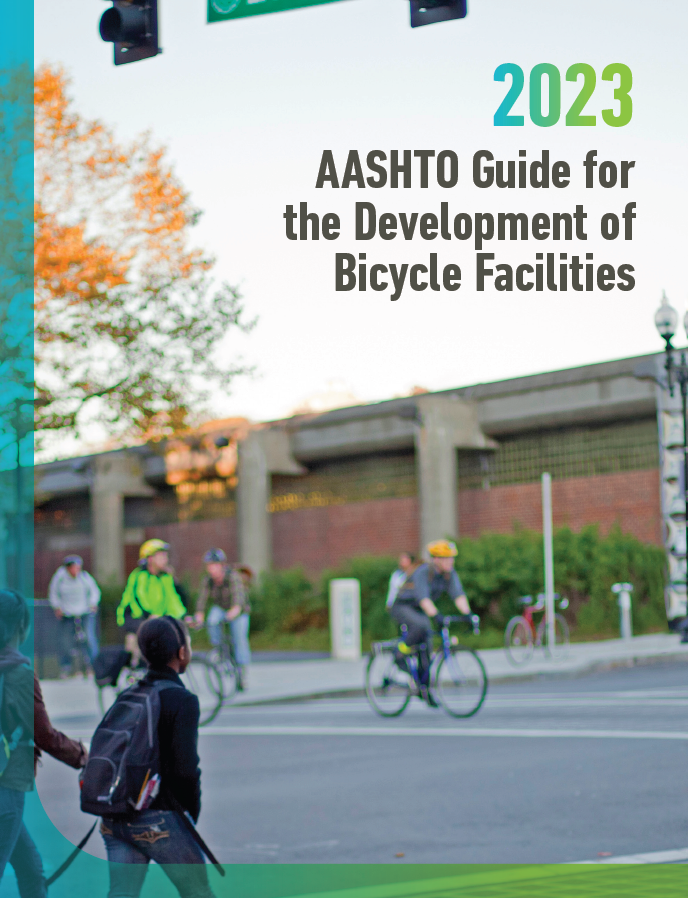 2023
AASHTO Guide for
the Development of
Bicycle Facilities